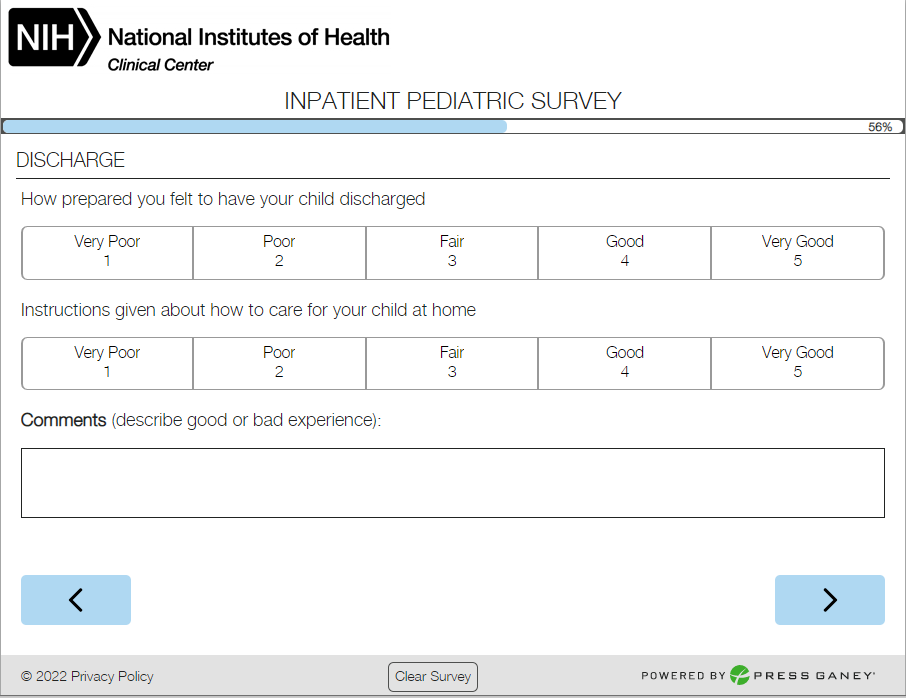 NIH National Institutes of Health
Clinical Center
INPATIENT PEDIATRIC SURVEY
56%
DISCHARGE
How prepared you felt to have your child discharged
Very Poor Poor Fair Good Very Good
1 2 3 4 5
Instructions given about how to care for your child at home
Very Poor Poor Fair Good Very Good
1 2 3 4 5
Comments (describe good or bad experience):
© 2022 Privacy Policy Clear Survey POWERED BY PRESS GANEY